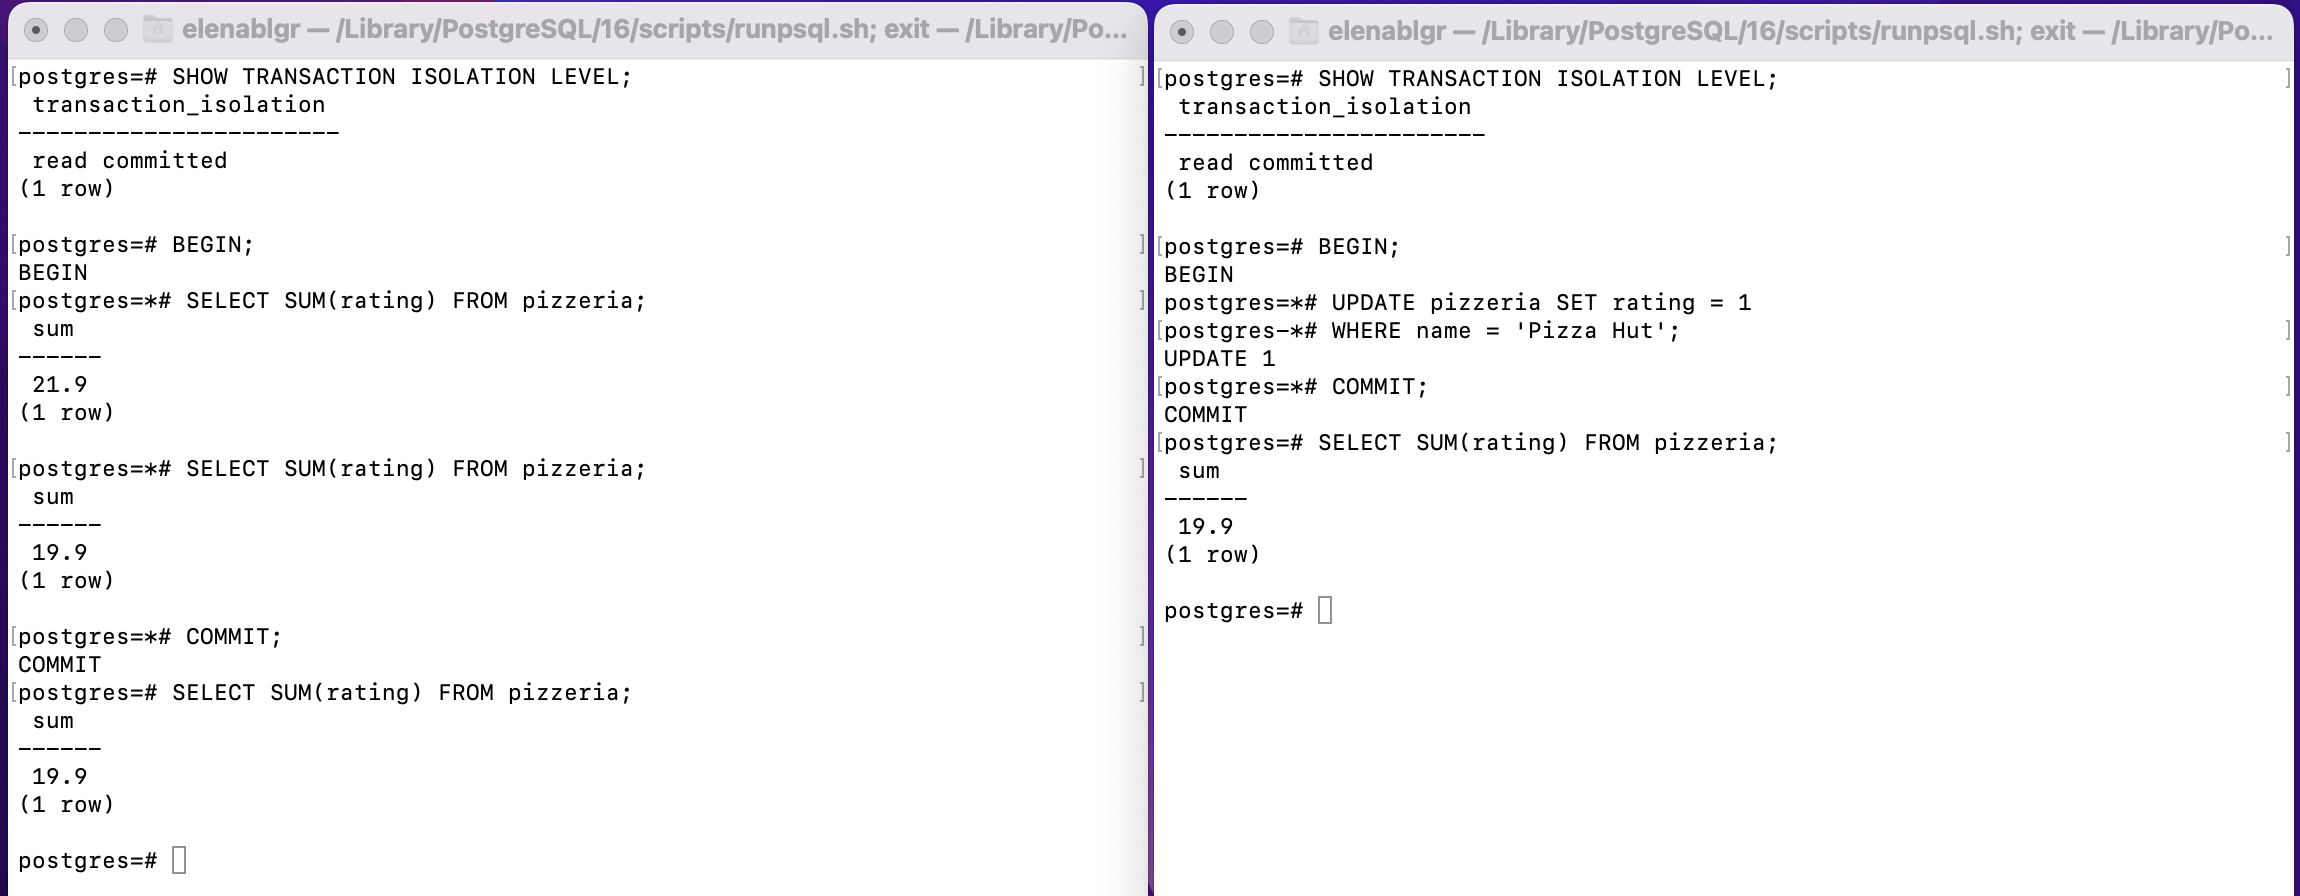 elenablgr — /Library/PostgreSQL/16/scripts/runpsql.sh; exit — /Library/Po...
[postgres=# SHOW TRANSACTION ISOLATION LEVEL; ]
transaction_isolation
-----------------------
read committed
(1 row)
[postgres=# BEGIN; ]
BEGIN
[postgres=*# SELECT SUM(rating) FROM pizzeria; ]
sum
------
21.9
(1 row)
[postgres=*# SELECT SUM(rating) FROM pizzeria; ]
sum
------
19.9
(1 row)
[postgres=*# COMMIT; ]
COMMIT
[postgres=# SELECT SUM(rating) FROM pizzeria; ]
sum
------
19.9
(1 row)
postgres=#
elenablgr — /Library/PostgreSQL/16/scripts/runpsql.sh; exit — /Library/Po...
[postgres=# SHOW TRANSACTION ISOLATION LEVEL; ]
transaction_isolation
-----------------------
read committed
(1 row)
[postgres=# BEGIN; ]
BEGIN
postgres=*# UPDATE pizzeria SET rating = 1
[postgres-*# WHERE name = 'Pizza Hut'; ]
UPDATE 1
[postgres=*# COMMIT; ]
COMMIT
[postgres=# SELECT SUM(rating) FROM pizzeria; ]
sum
------
19.9
(1 row)
postgres=#